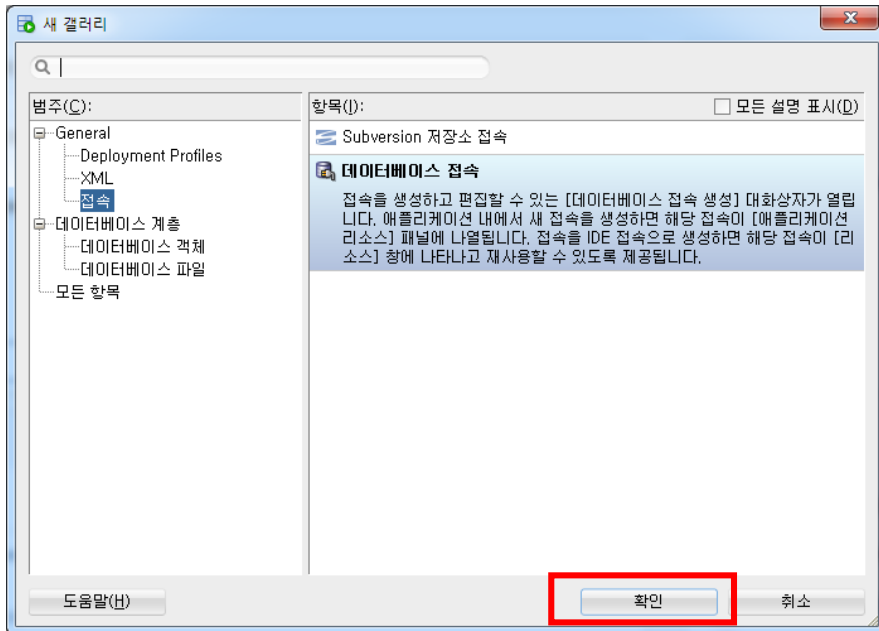 새 갤러리
범주(C):
General
Deployment Profiles
XML
접속
데이터베이스 계층
데이터베이스 객체
데이터베이스 파일
모든 항목
항목(I):
모든 설명 표시(D)
Subversion 저장소 접속
데이터베이스 접속
접속을 생성하고 편집할 수 있는 [데이터베이스 접속 생성] 대화상자가 열립
니다. 애플리케이션 내에서 새 접속을 생성하면 해당 접속이 [애플리케이션
리소스] 패널에 나열됩니다. 접속을 IDE 접속으로 생성하면 해당 접속이 [리
소스] 창에 나타나고 재사용할 수 있도록 제공됩니다.
도움말(H)
확인
취소